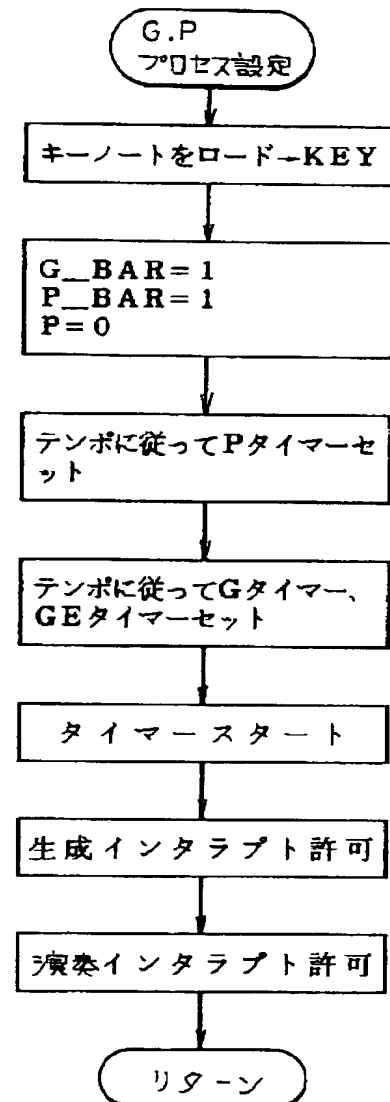 G.P
プロセス設定
キーノートをロード→KEY
G__BAR=1
P__BAR=1
P=0
テンポに従ってPタイマーセ
ット
テンポに従ってGタイマー、
GEタイマーセット
タイマースタート
生成インタラプト許可
演奏インタラプト許可
リターン